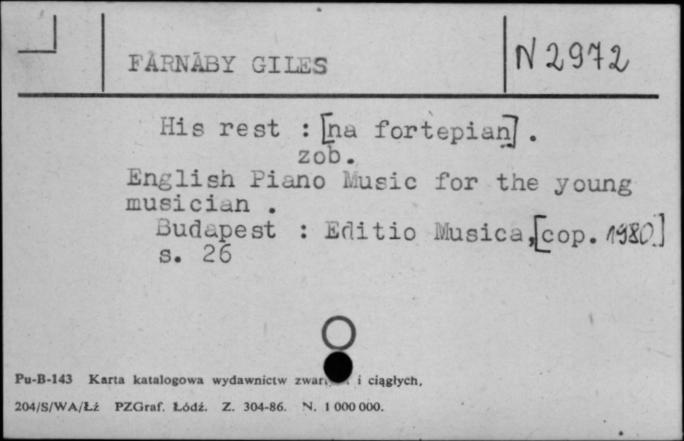 FARNABY GILES
N 2972
His rest : [na fortepian] .
zob.
English Piano Music for the young
musician .
Budapest : Editio Musica,[cop. 1980]
s. 26
Pu-B-143 Karta katalogowa wydawnictw i ciągłych,
204/S/WA/Łż PZGraf. Łódź. Z. 304-86. N. 1 000 000.